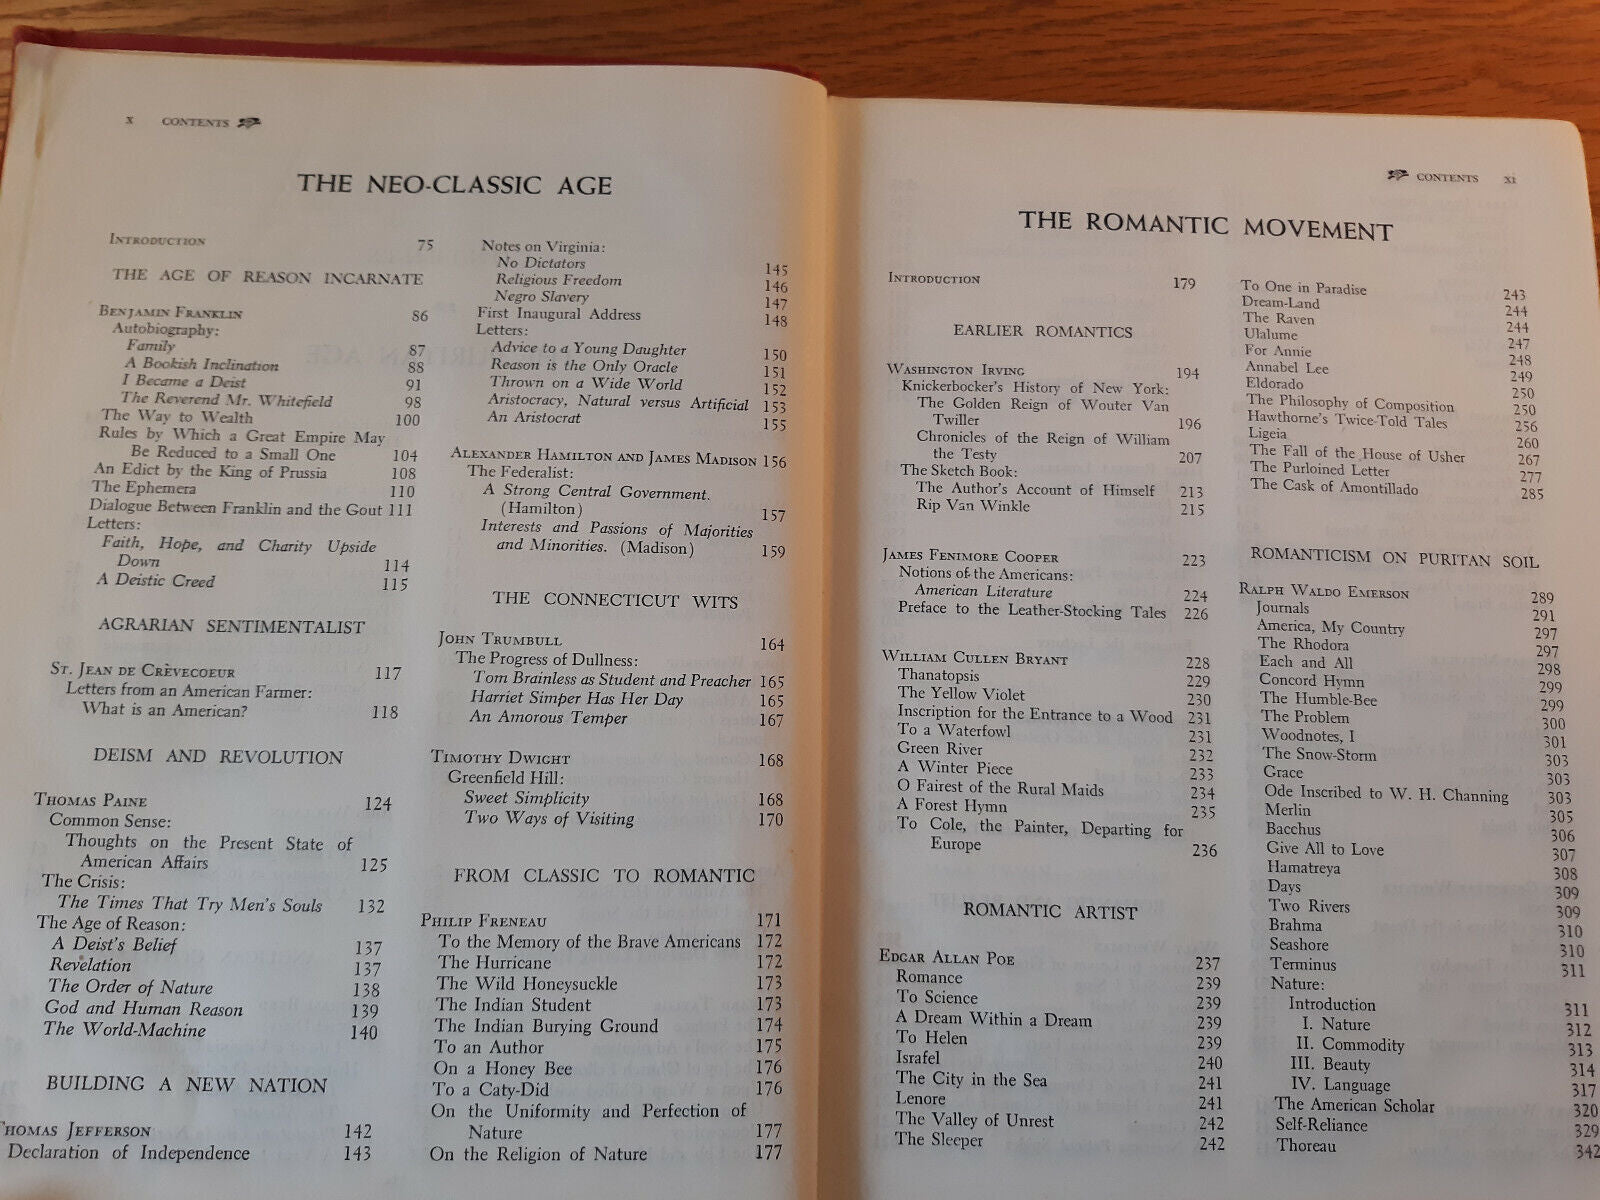 x CONTENTS
THE NEO-CLASSIC AGE
INTRODUCTION 75
THE AGE OF REASON INCARNATE
BENJAMIN FRANKLIN 86
Autobiography:
Family 87
A Bookish Inclination 88
I Became a Deist 91
The Reverend Mr. Whitefield 98
The Way to Wealth 100
Rules by Which a Great Empire May
Be Reduced to a Small One 104
An Edict by the King of Prussia 108
The Ephemera 110
Dialogue Between Franklin and the Gout 111
Letters:
Faith, Hope, and Charity Upside
Down 114
A Deistic Creed 115
AGRARIAN SENTIMENTALIST
ST. JEAN DE CRÈVECOEUR 117
Letters from an American Farmer:
What is an American? 118
DEISM AND REVOLUTION
THOMAS PAINE 124
Common Sense:
Thoughts on the Present State of
American Affairs 125
The Crisis:
The Times That Try Men's Souls 132
The Age of Reason:
A Deist's Belief 137
Revelation 137
The Order of Nature 138
God and Human Reason 139
The World-Machine 140
BUILDING A NEW NATION
THOMAS JEFFERSON 142
Declaration of Independence 143
Notes on Virginia:
No Dictators 145
Religious Freedom 146
Negro Slavery 147
First Inaugural Address 148
Letters:
Advice to a Young Daughter 150
Reason is the Only Oracle 151
Thrown on a Wide World 152
Aristocracy, Natural versus Artificial 153
An Aristocrat 155
ALEXANDER HAMILTON AND JAMES MADISON 156
The Federalist:
A Strong Central Government.
(Hamilton) 157
Interests and Passions of Majorities
and Minorities. (Madison) 159
THE CONNECTICUT WITS
JOHN TRUMBULL 164
The Progress of Dullness:
Tom Brainless as Student and Preacher 165
Harriet Simper Has Her Day 165
An Amorous Temper 167
TIMOTHY DWIGHT 168
Greenfield Hill:
Sweet Simplicity 168
Two Ways of Visiting 170
FROM CLASSIC TO ROMANTIC
PHILIP FRENEAU 171
To the Memory of the Brave Americans 172
The Hurricane 172
The Wild Honeysuckle 173
The Indian Student 173
The Indian Burying Ground 174
To an Author 175
On a Honey Bee 176
To a Caty-Did 176
On the Uniformity and Perfection of
Nature 177
On the Religion of Nature 177
CONTENTS xi
THE ROMANTIC MOVEMENT
INTRODUCTION 179
EARLIER ROMANTICS
WASHINGTON IRVING 194
Knickerbocker's History of New York:
The Golden Reign of Wouter Van
Twiller 196
Chronicles of the Reign of William
the Testy 207
The Sketch Book:
The Author's Account of Himself 213
Rip Van Winkle 215
JAMES FENIMORE COOPER 223
Notions of the Americans:
American Literature 224
Preface to the Leather-Stocking Tales 226
WILLIAM CULLEN BRYANT 228
Thanatopsis 229
The Yellow Violet 230
Inscription for the Entrance to a Wood 231
To a Waterfowl 231
Green River 232
A Winter Piece 233
O Fairest of the Rural Maids 234
A Forest Hymn 235
To Cole, the Painter, Departing for
Europe 236
ROMANTIC ARTIST
EDGAR ALLAN POE 237
Romance 239
To Science 239
A Dream Within a Dream 239
To Helen 239
Israfel 240
The City in the Sea 241
Lenore 241
The Valley of Unrest 242
The Sleeper 242
To One in Paradise 243
Dream-Land 244
The Raven 244
Ulalume 247
For Annie 248
Annabel Lee 249
Eldorado 250
The Philosophy of Composition 250
Hawthorne's Twice-Told Tales 256
Ligeia 260
The Fall of the House of Usher 267
The Purloined Letter 277
The Cask of Amontillado 285
ROMANTICISM ON PURITAN SOIL
RALPH WALDO EMERSON 289
Journals 291
America, My Country 297
The Rhodora 297
Each and All 298
Concord Hymn 299
The Humble-Bee 299
The Problem 300
Woodnotes, I 301
The Snow-Storm 303
Grace 303
Ode Inscribed to W. H. Channing 303
Merlin 305
Bacchus 306
Give All to Love 307
Hamatreya 308
Days 309
Two Rivers 309
Brahma 310
Seashore 310
Terminus 311
Nature:
Introduction 311
I. Nature 312
II. Commodity 313
III. Beauty 314
IV. Language 317
The American Scholar 320
Self-Reliance 329
Thoreau 342